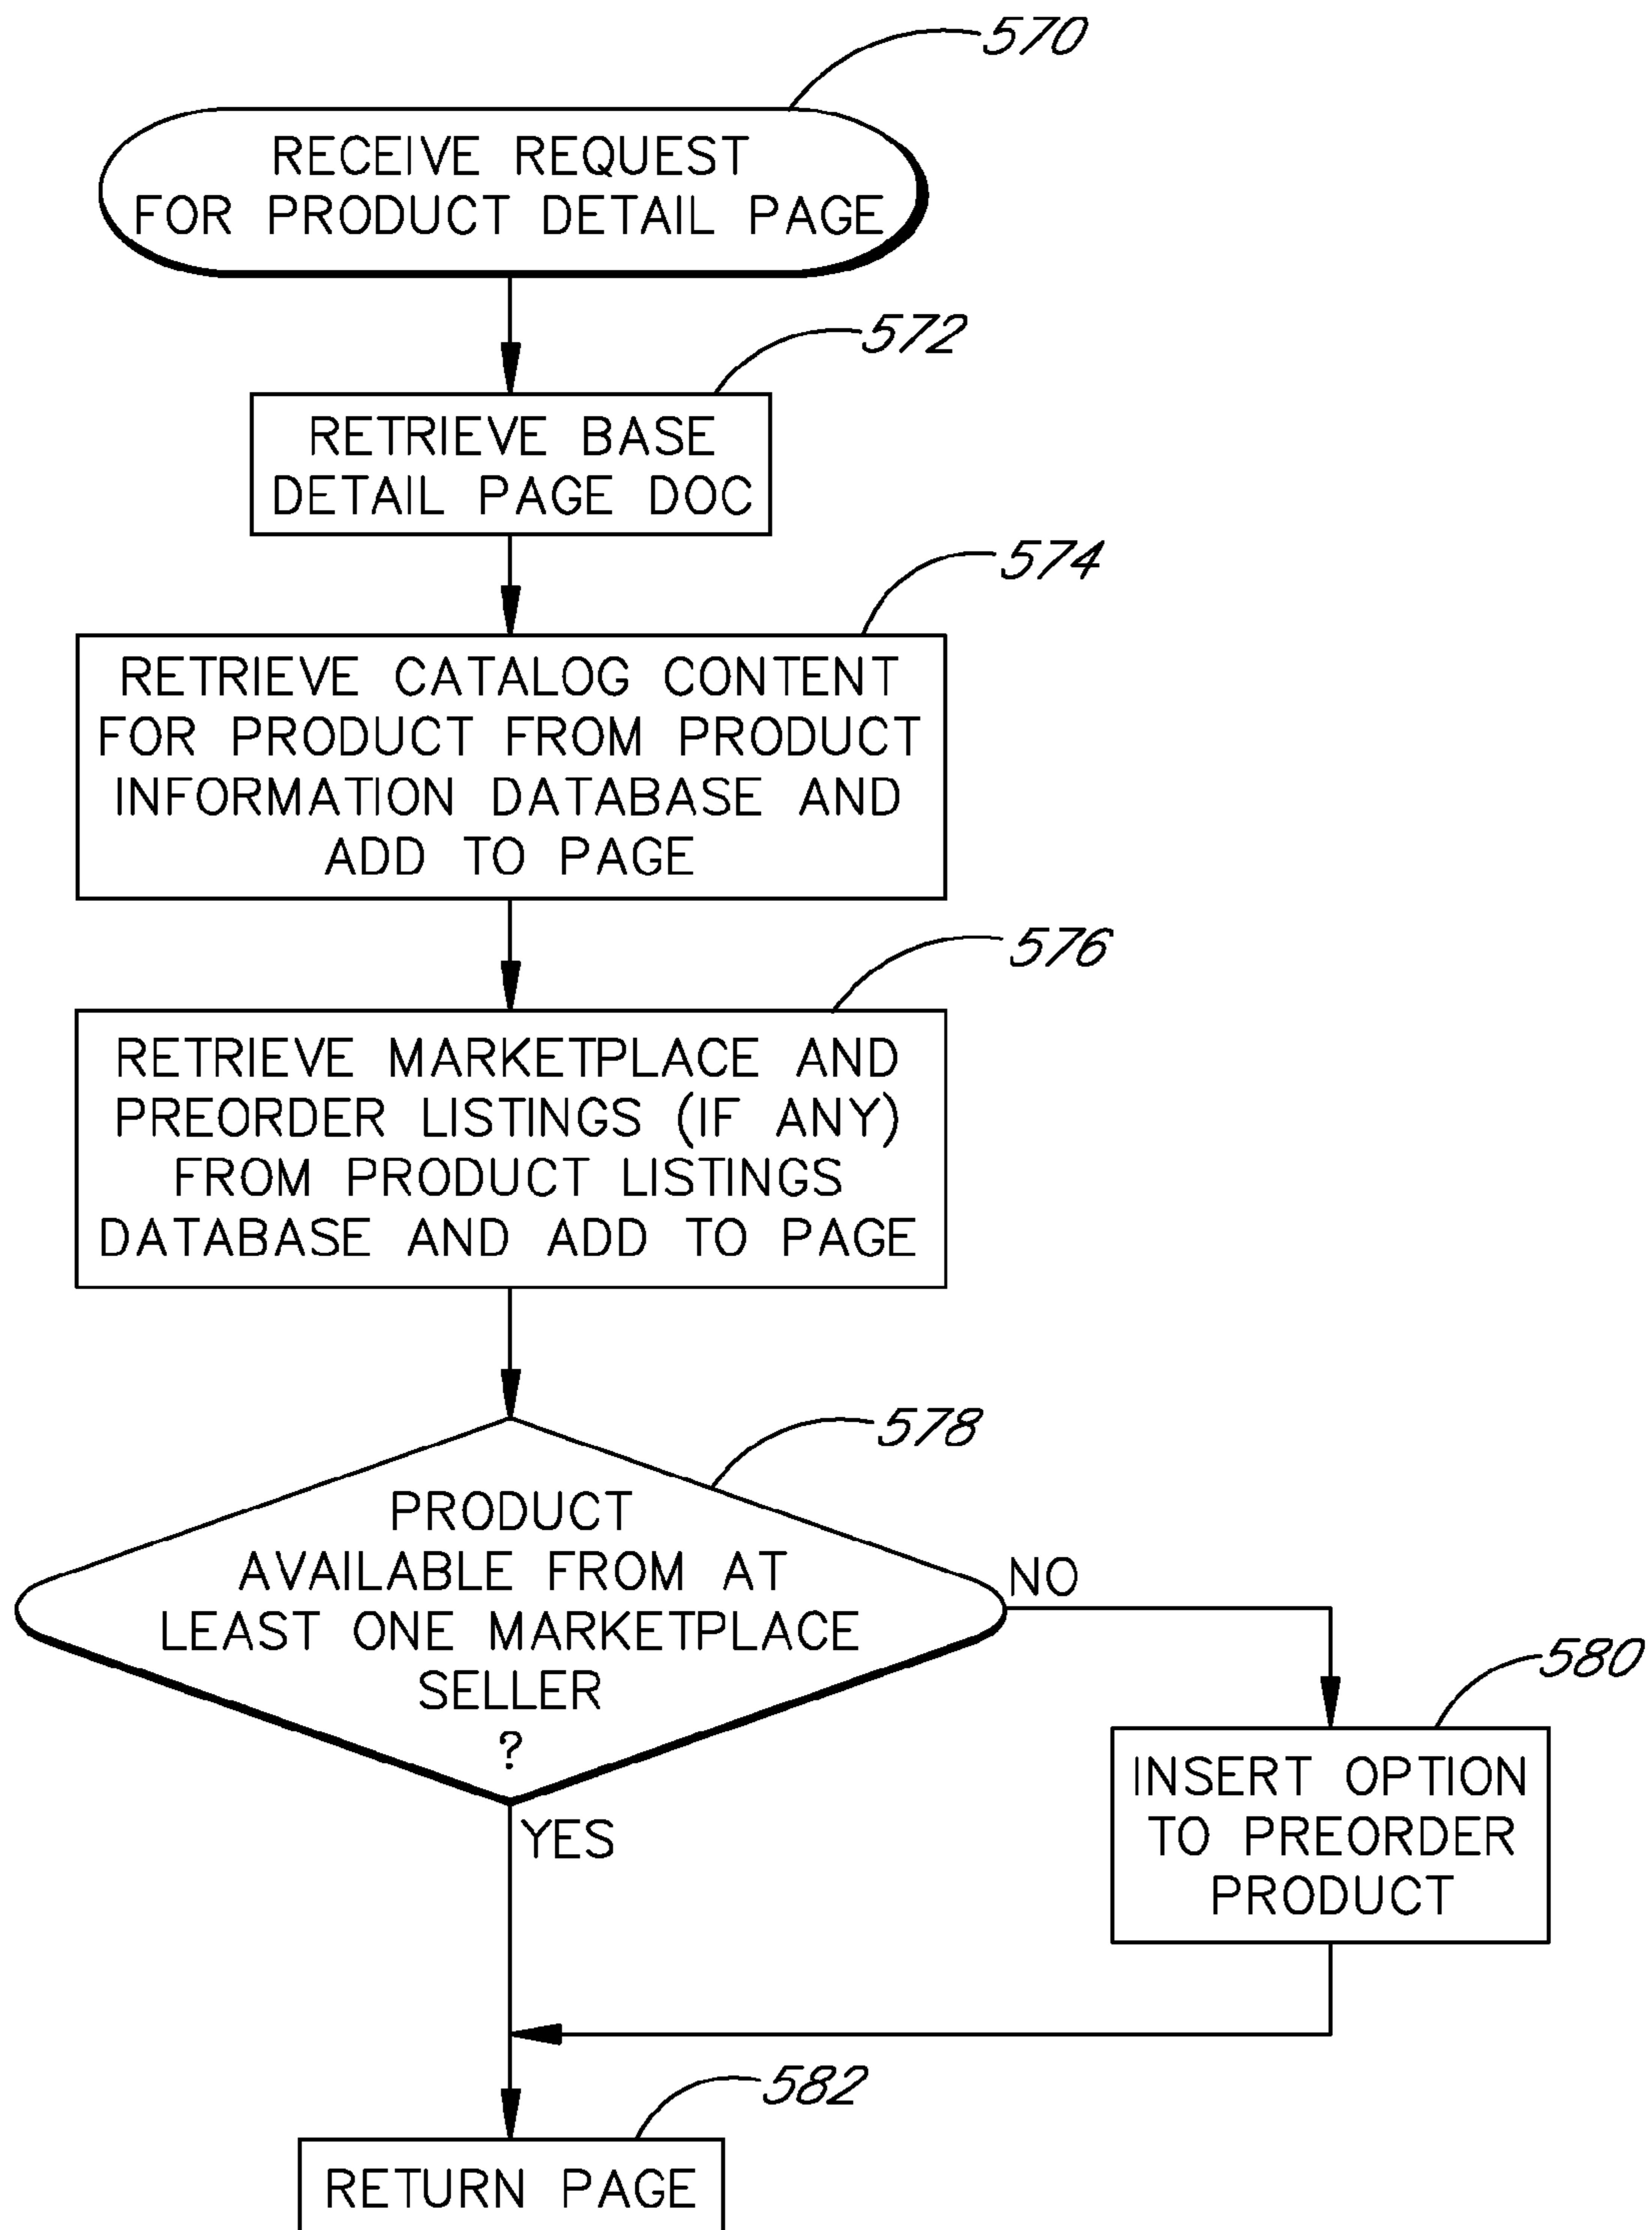 570
RECEIVE REQUEST
FOR PRODUCT DETAIL PAGE
572
RETRIEVE BASE
DETAIL PAGE DOC
574
RETRIEVE CATALOG CONTENT
FOR PRODUCT FROM PRODUCT
INFORMATION DATABASE AND
ADD TO PAGE
576
RETRIEVE MARKETPLACE AND
PREORDER LISTINGS (IF ANY)
FROM PRODUCT LISTINGS
DATABASE AND ADD TO PAGE
578
PRODUCT
AVAILABLE FROM AT
LEAST ONE MARKETPLACE
SELLER
?
NO
YES
580
INSERT OPTION
TO PREORDER
PRODUCT
582
RETURN PAGE